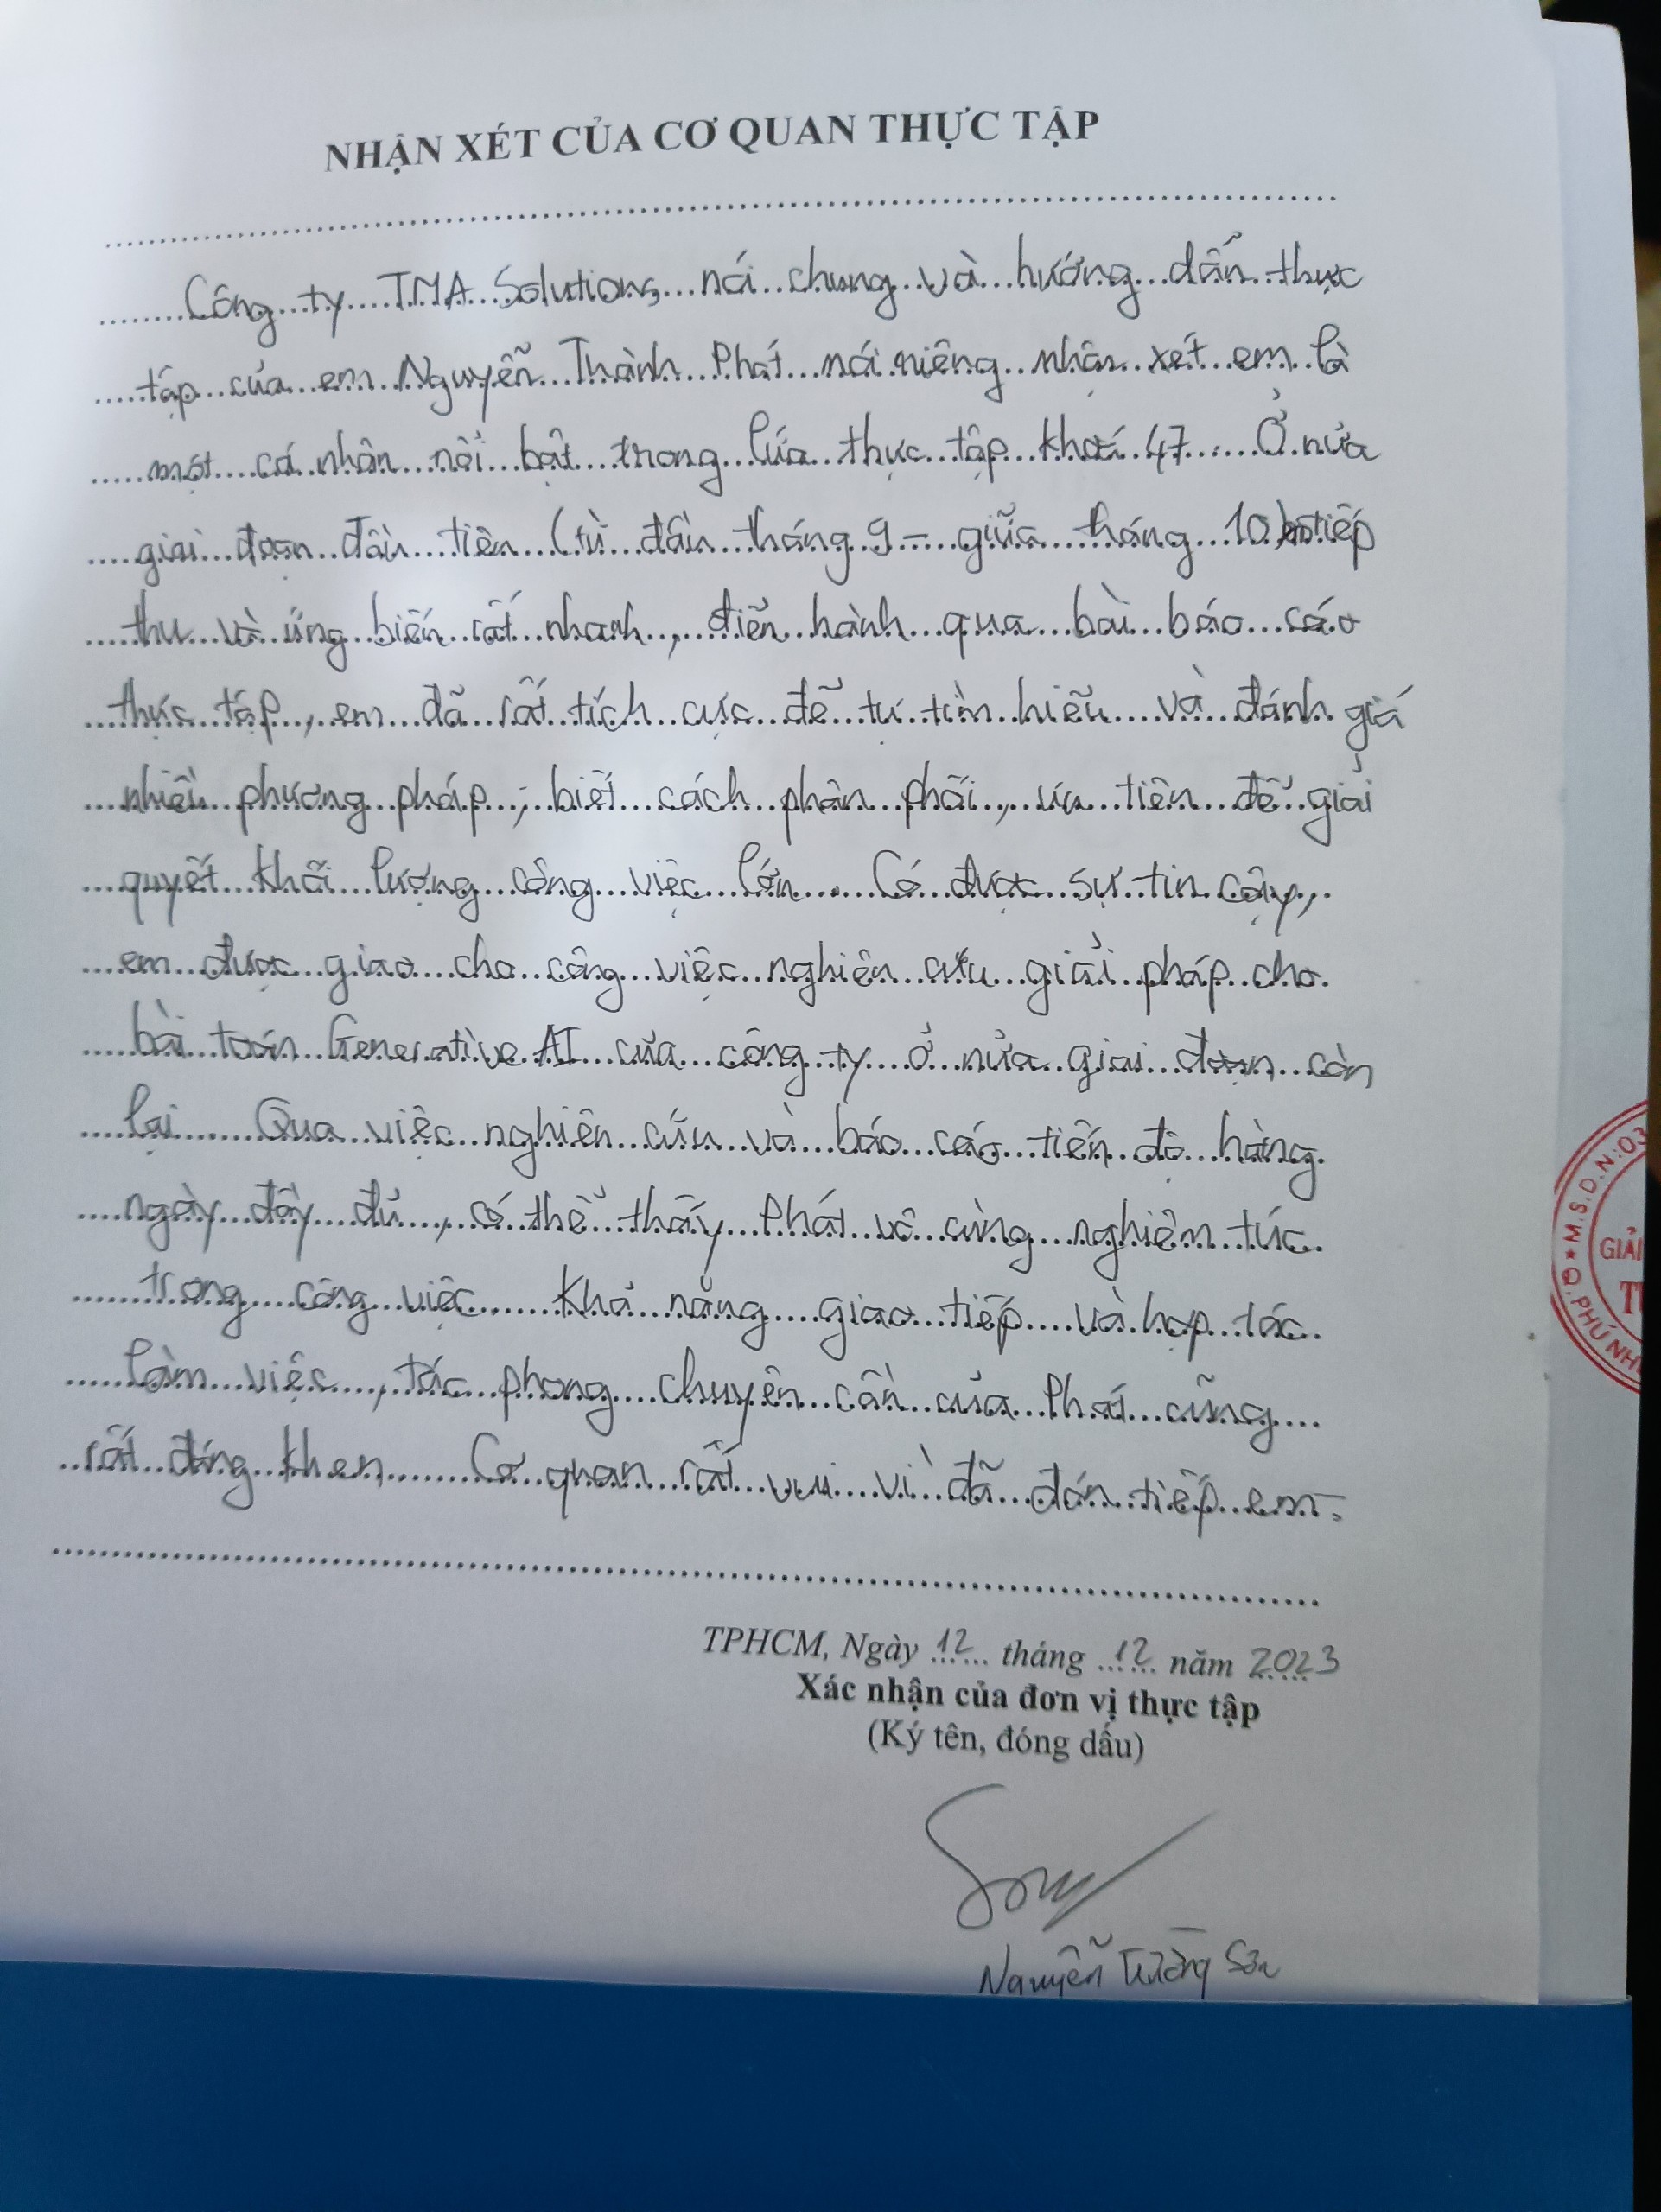 NHẬN XÉT CỦA CƠ QUAN THỰC TẬP
Công ty TMA Solutions nói chung và hướng dẫn thực
tập của em Nguyễn Thành Phát nói riêng nhận xét em là
một cá nhân nổi bật trong lứa thực tập khoá 47. Ở nửa
giai đoạn đầu tiên (từ đầu tháng 9 - giữa tháng 10) tiếp
thu và ứng biến rất nhanh, điển hành qua bài báo cáo
thực tập, em đã rất tích cực để tự tìm hiểu và đánh giá
nhiều phương pháp, biết cách phân phối, ưu tiên để giải
quyết khối lượng công việc lớn. Có được sự tin cậy,
em được giao cho công việc nghiên cứu giải pháp cho
bài toán Generative AI của công ty ở nửa giai đoạn còn
lại. Qua việc nghiên cứu và báo cáo tiến độ hàng
ngày đầy đủ, có thể thấy Phát vô cùng nghiêm túc
trong công việc. Khả năng giao tiếp và hợp tác
làm việc, tác phong chuyên cần của Phát cũng
rất đáng khen. Cơ quan rất vui vì đã đón tiếp em.
TPHCM, Ngày 12 tháng 12 năm 2023
Xác nhận của đơn vị thực tập
(Ký tên, đóng dấu)
Nguyễn Trường Sơn
M.S.D.N:03
GIẢI
Q.PHÚ NH